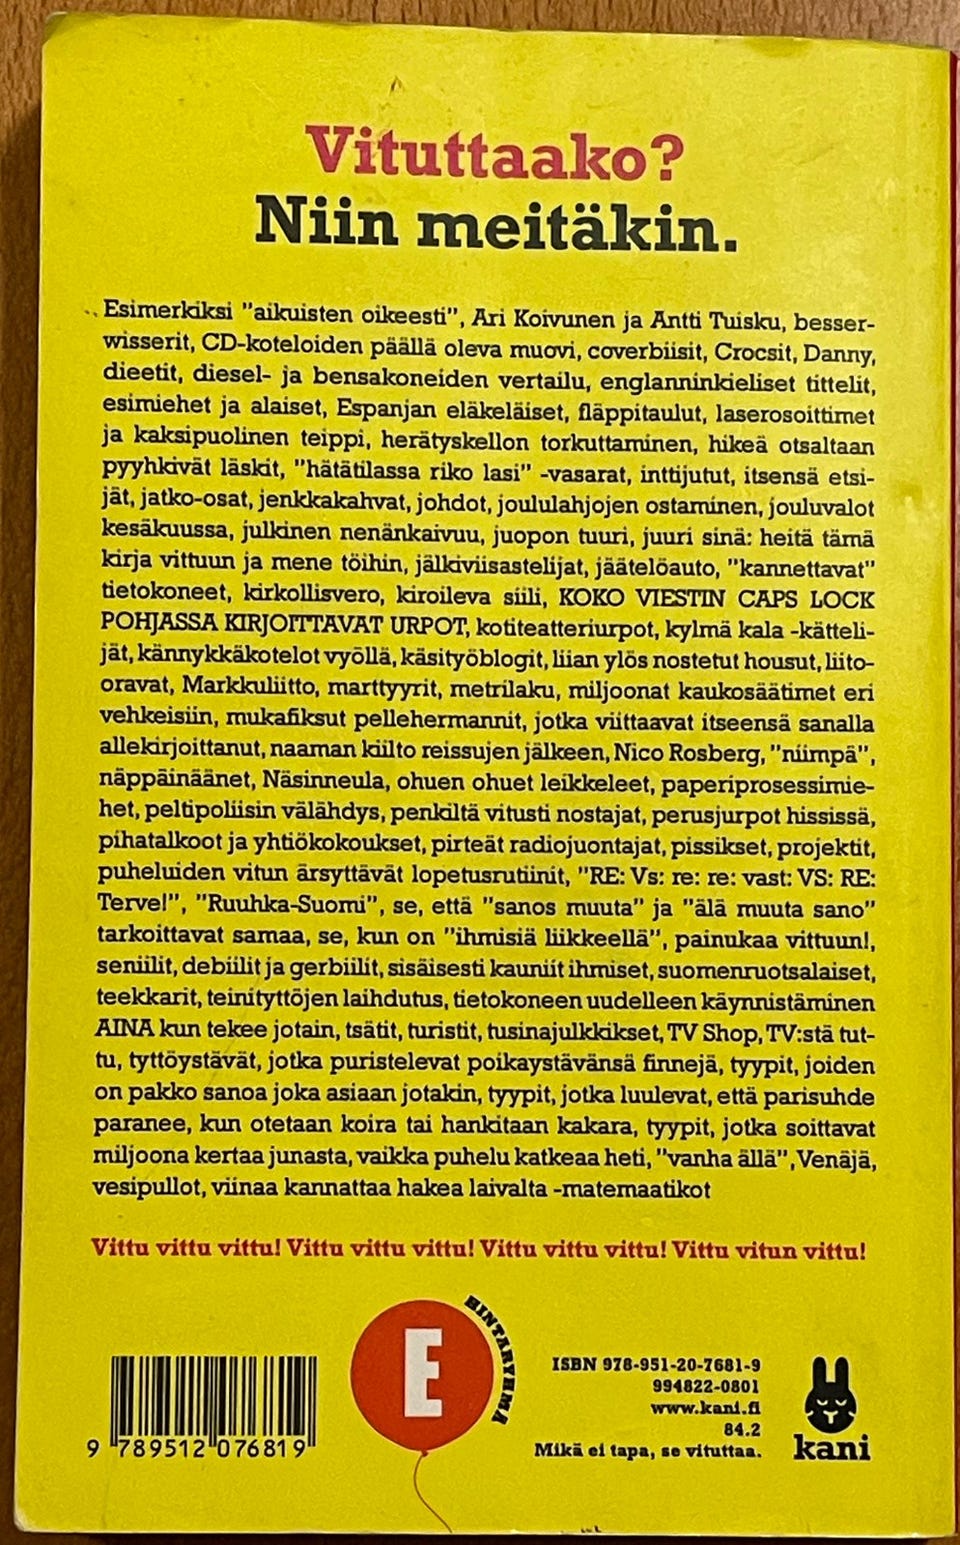 Vituttaako?
Niin meitäkin.
Esimerkiksi "aikuisten oikeesti", Ari Koivunen ja Antti Tuisku, besser-
wisserit, CD-koteloiden päällä oleva muovi, coverbiisit, Crocsit, Danny,
dieetit, diesel- ja bensakoneiden vertailu, englanninkieliset tittelit,
esimiehet ja alaiset, Espanjan eläkeläiset, fläppitaulut, laserosoittimet
ja kaksipuolinen teippi, herätyskellon torkuttaminen, hikeä otsaltaan
pyyhkivät läskit, "hätätilassa riko lasi" -vasarat, inttijutut, itsensä etsi-
jät, jatko-osat, jenkkakahvat, johdot, joululahjojen ostaminen, jouluvalot
kesäkuussa, julkinen nenänkaivuu, juopon tuuri, juuri sinä: heitä tämä
kirja vittuun ja mene töihin, jälkiviisastelijat, jäätelöauto, "kannettavat"
tietokoneet, kirkollisvero, kiroileva siili, KOKO VIESTIN CAPS LOCK
POHJASSA KIRJOITTAVAT URPOT, kotiteatteriurpot, kylmä kala -kätteli-
jät, kännykkäkotelot vyöllä, käsityöblogit, liian ylös nostetut housut, liito-
oravat, Markkuliitto, marttyyrit, metrilaku, miljoonat kaukosäätimet eri
vehkeisiin, mukafiksut pellehermannit, jotka viittaavat itseensä sanalla
allekirjoittanut, naaman kiilto reissujen jälkeen, Nico Rosberg, "niimpä",
näppäinäänet, Näsinneula, ohuen ohuet leikkeleet, paperiprosessimie-
het, peltipoliisin välähdys, penkiltä vitusti nostajat, perusjurpot hississä,
pihatalkoot ja yhtiökokoukset, pirteät radiojuontajat, pissikset, projektit,
puheluiden vitun ärsyttävät lopetusrutiinit, "RE: Vs: re: re: vast: VS: RE:
Terve!", "Ruuhka-Suomi", se, että "sanos muuta" ja "älä muuta sano"
tarkoittavat samaa, se, kun on "ihmisiä liikkeellä", painukaa vittuun!,
seniilit, debiilit ja gerbiilit, sisäisesti kauniit ihmiset, suomenruotsalaiset,
teekkarit, teinityttöjen laihdutus, tietokoneen uudelleen käynnistäminen
AINA kun tekee jotain, tsätit, turistit, tusinajulkkikset, TV Shop, TV:stä tut-
tu, tyttöystävät, jotka puristelevat poikaystävänsä finnejä, tyypit, joiden
on pakko sanoa joka asiaan jotakin, tyypit, jotka luulevat, että parisuhde
paranee, kun otetaan koira tai hankitaan kakara, tyypit, jotka soittavat
miljoona kertaa junasta, vaikka puhelu katkeaa heti, "vanha ällä", Venäjä,
vesipullot, viinaa kannattaa hakea laivalta -matemaatikot
Vittu vittu vittu! Vittu vittu vittu! Vittu vittu vittu! Vittu vitun vittu!
9 789512 076819
E
HINTARYHMÄ
ISBN 978-951-20-7681-9
994822-0801
www.kani.fi
84.2
Mikä ei tapa, se vituttaa.
kani